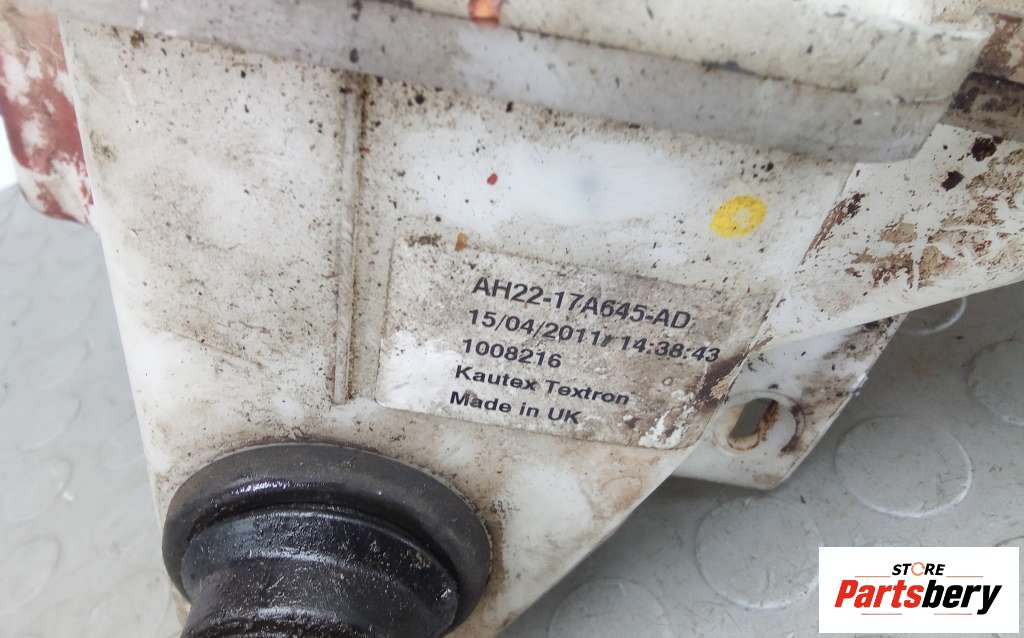 AH22-17A645-AD
15/04/2011/ 14:38:43
1008216
Kautex Textron
Made in UK
STORE
Partsbery